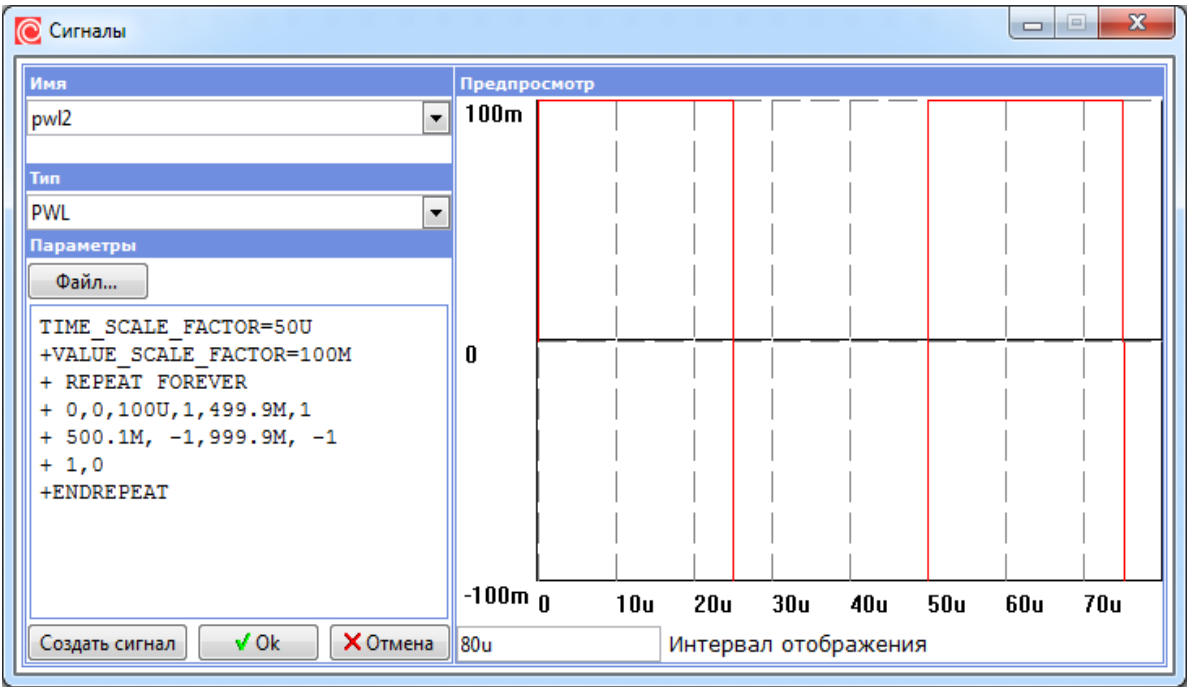 Сигналы
Имя
pwl2
Тип
PWL
Параметры
Файл...
TIME_SCALE_FACTOR=50U
+VALUE_SCALE_FACTOR=100M
+ REPEAT FOREVER
+ 0,0,100U,1,499.9M,1
+ 500.1M, -1,999.9M, -1
+ 1,0
+ENDREPEAT
Создать сигнал Ok Отмена
Предпросмотр
100m
0
-100m
0 10u 20u 30u 40u 50u 60u 70u
80u Интервал отображения